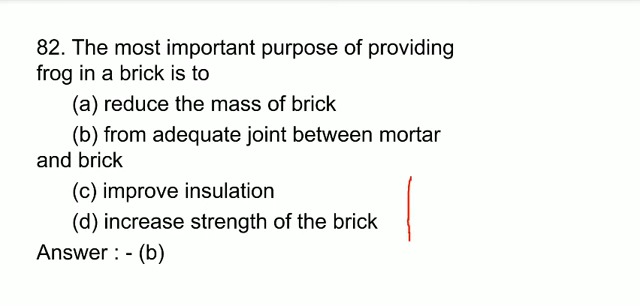 82. The most important purpose of providing
frog in a brick is to
(a) reduce the mass of brick
(b) from adequate joint between mortar
and brick
(c) improve insulation
(d) increase strength of the brick
Answer : - (b)